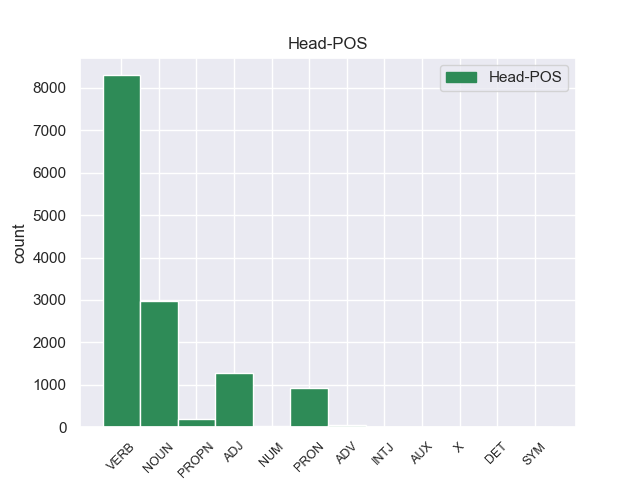 Head-POS
Head-POS
count
8000
7000
6000
5000
4000
3000
2000
1000
0
VERB NOUN PROPN ADJ NUM PRON ADV INTJ AUX X DET SYM